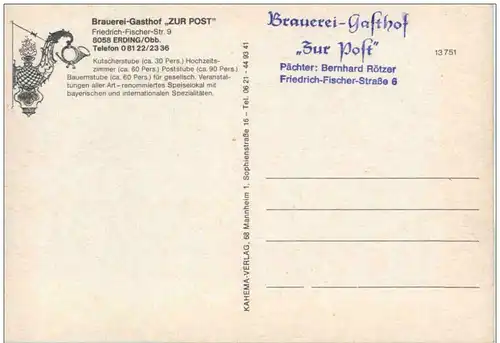 Brauerei-Gasthof „ZUR POST"
Friedrich-Fischer-Str. 9
8058 ERDING/Obb.
Telefon 0 81 22/23 36
Kutscherstube (ca. 30 Pers.) Hochzeits-
zimmer (ca. 60 Pers.) Poststube (ca. 90 Pers.)
Bauernstube (ca. 60 Pers.) für gesellsch. Veranstal-
tungen aller Art – renommiertes Speiselokal mit
bayerischen und internationalen Spezialitäten.
KAHEMA-VERLAG, 68 Mannheim 1, Sophienstraße 16 – Tel. 06 21 - 44 93 41
Brauerei-Gasthof
„Zur Post"
Pächter: Bernhard Rötzer
Friedrich-Fischer-Straße 6
13 751